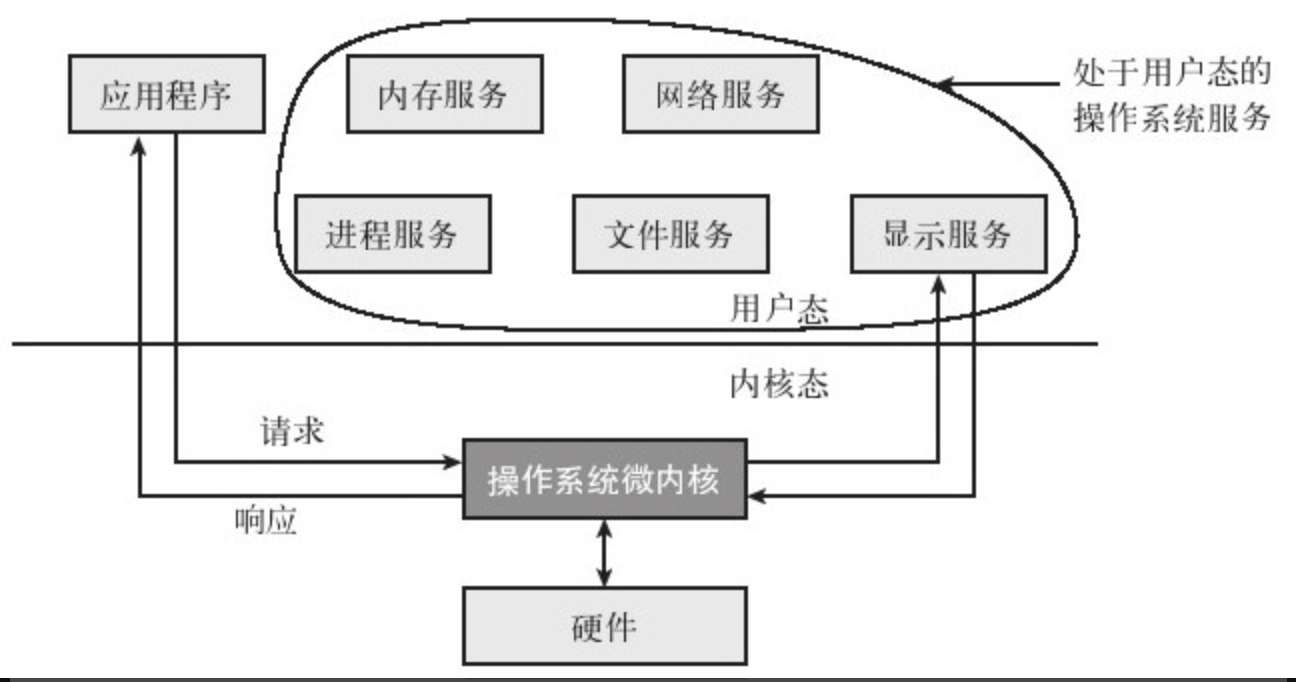 应用程序
内存服务
网络服务
处于用户态的
操作系统服务
进程服务
文件服务
显示服务
用户态
内核态
请求
操作系统微内核
响应
硬件